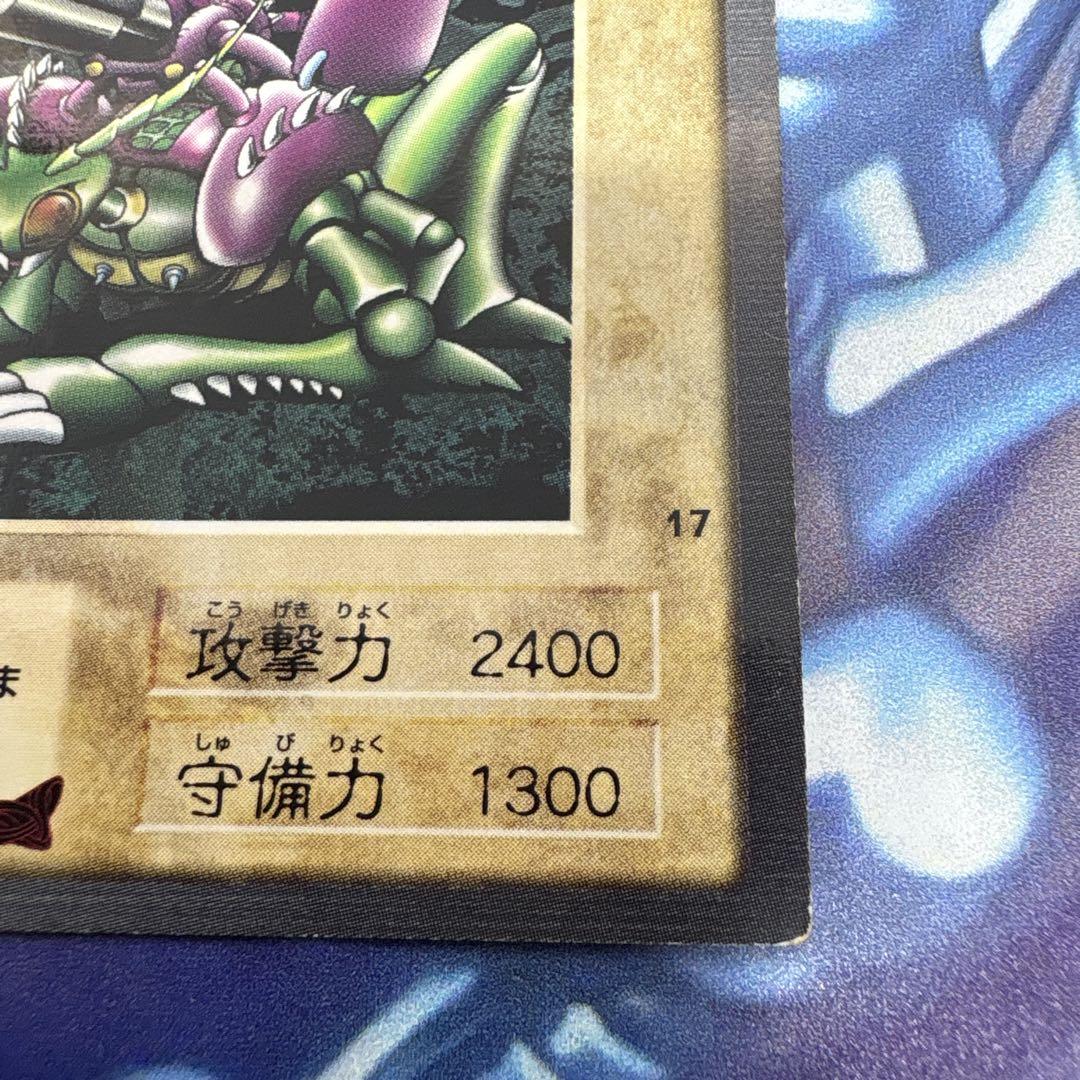 17
こう げき りょく
攻撃力 2400
ま
しゅ び りょく
守備力 1300